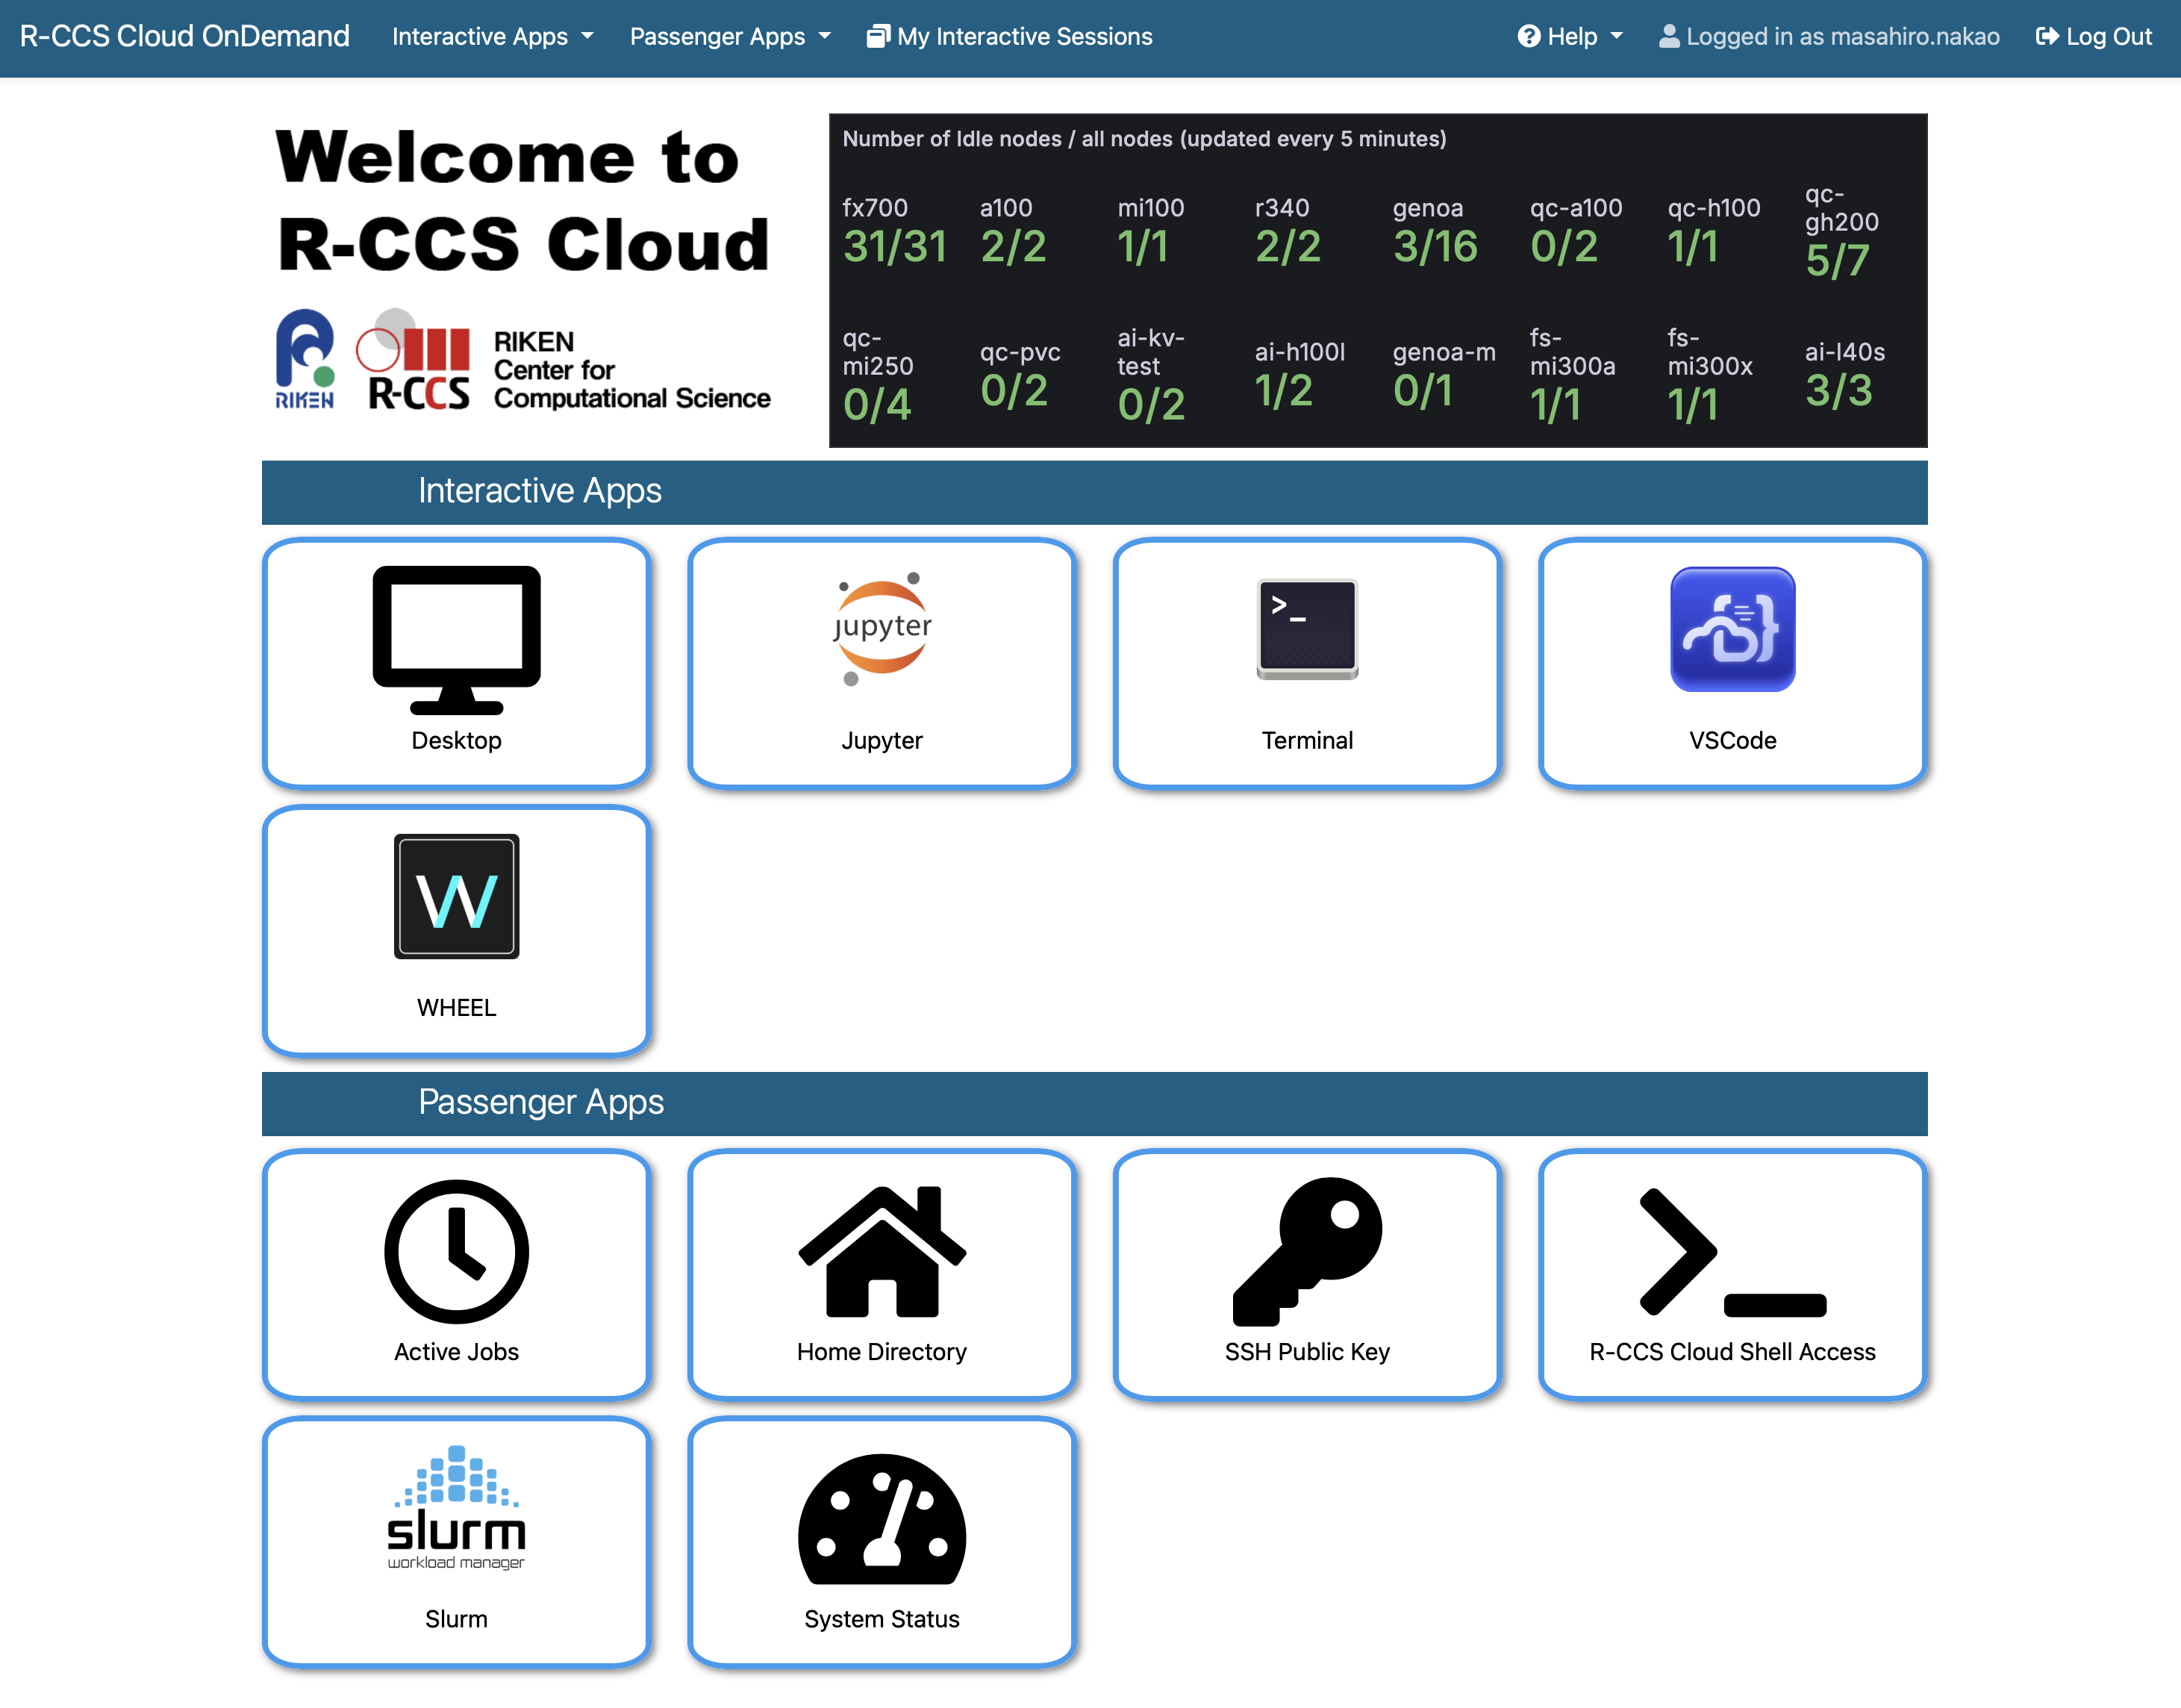 R-CCS Cloud OnDemand Interactive Apps Passenger Apps My Interactive Sessions Help Logged in as masahiro.nakao Log Out
Welcome to
R-CCS Cloud
RIKEN
R-CCS
RIKEN
Center for
Computational Science
Number of Idle nodes / all nodes (updated every 5 minutes)
fx700
31/31
a100
2/2
mi100
1/1
r340
2/2
genoa
3/16
qc-a100
0/2
qc-h100
1/1
qc-
gh200
5/7
qc-
mi250
0/4
qc-pvc
0/2
ai-kv-
test
0/2
ai-h100l
1/2
genoa-m
0/1
fs-
mi300a
1/1
fs-
mi300x
1/1
ai-l40s
3/3
Interactive Apps
Desktop
jupyter
Jupyter
>_
Terminal
VSCode
W
WHEEL
Passenger Apps
Active Jobs
Home Directory
SSH Public Key
R-CCS Cloud Shell Access
slurm
workload manager
Slurm
System Status